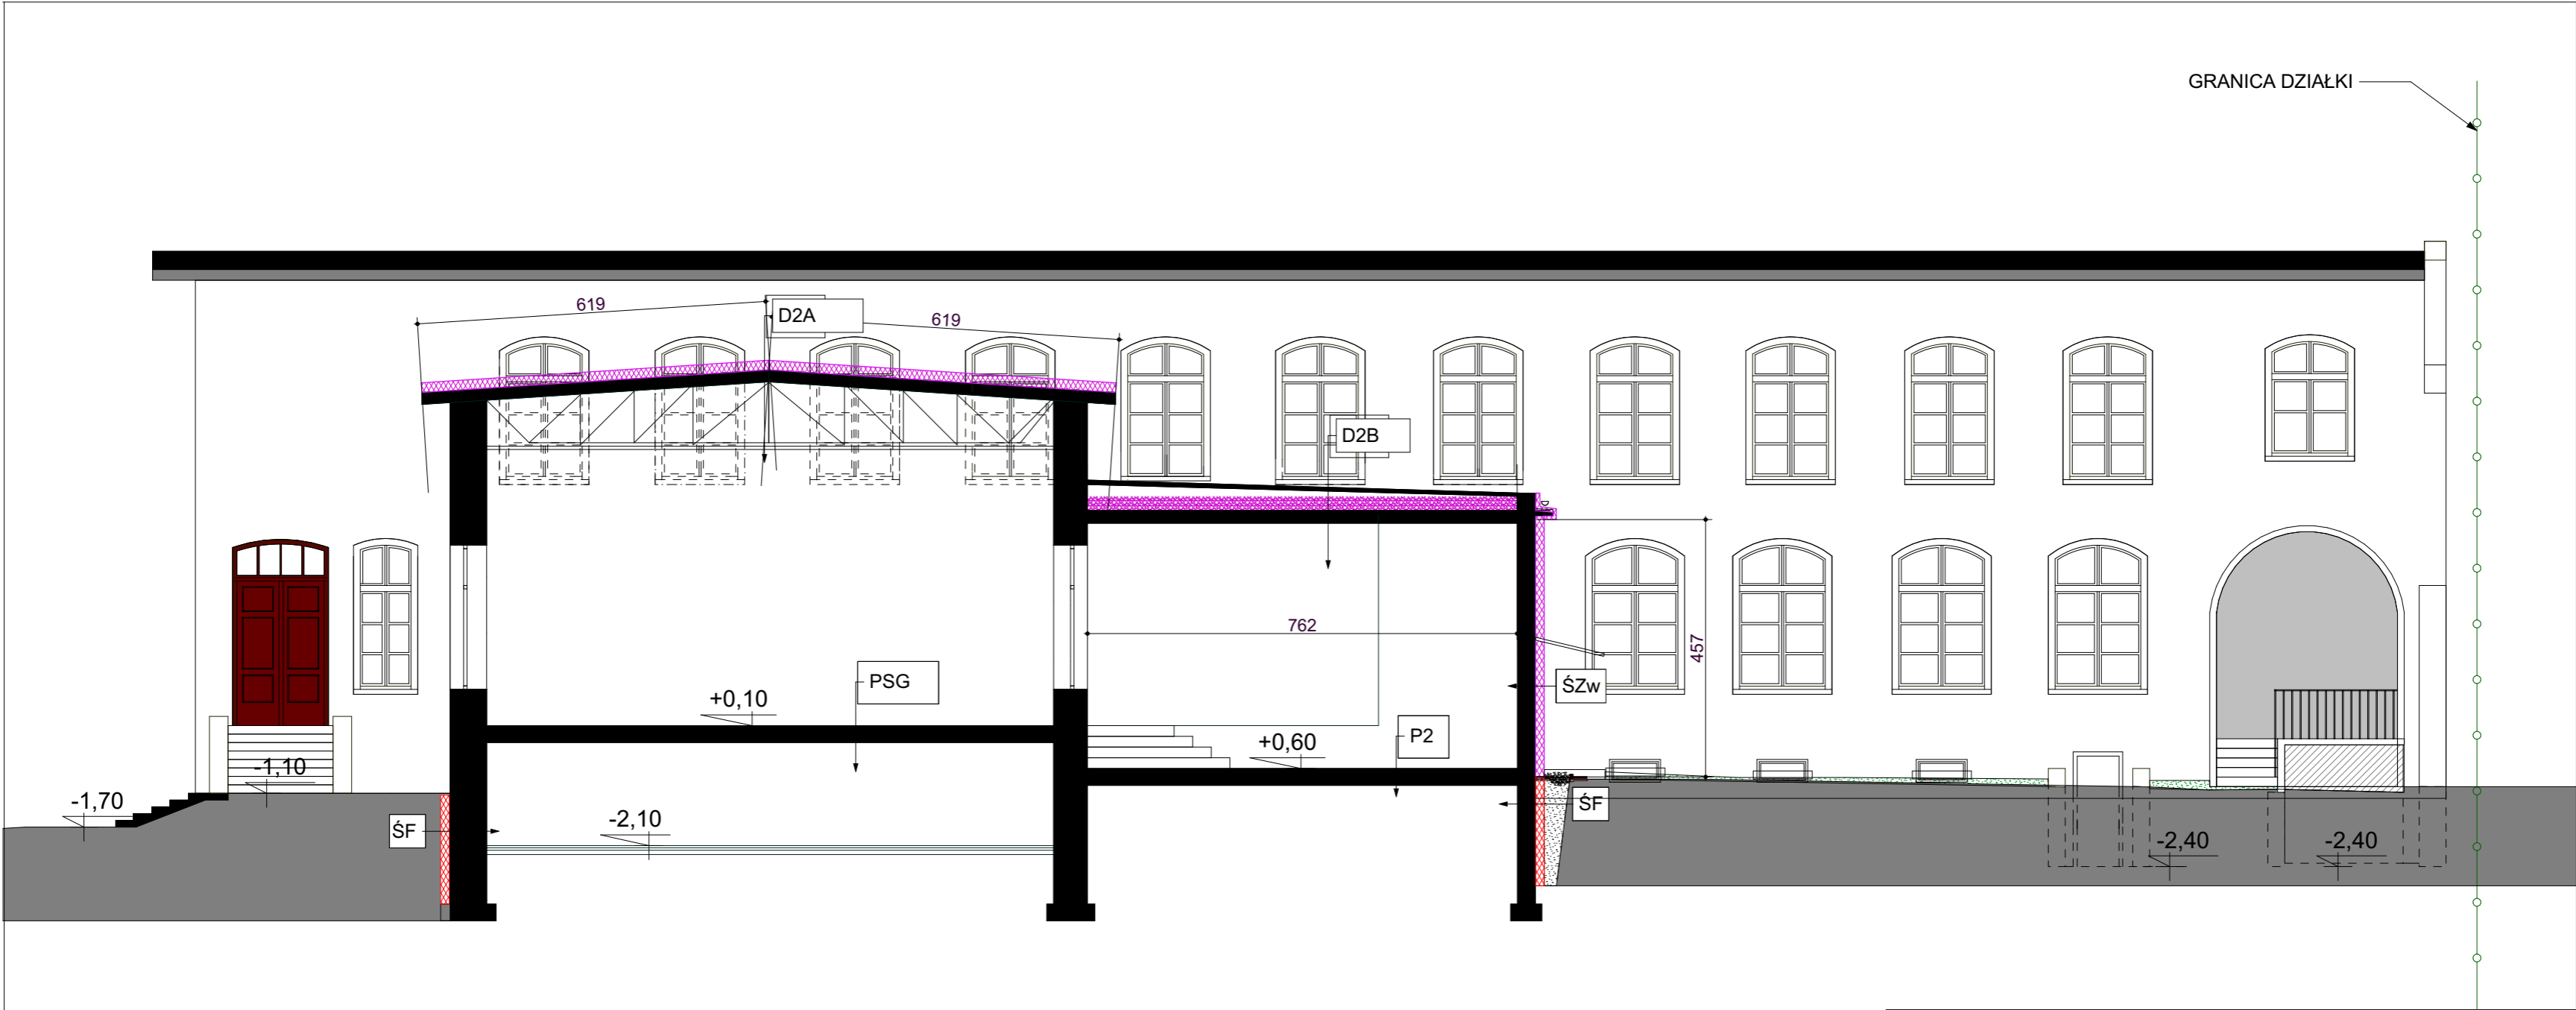 GRANICA DZIAŁKI
619
D2A
619
D2B
762
457
PSG
ŚZw
+0,10
P2
+0,60
-1,10
-1,70
ŚF
-2,10
ŚF
-2,40
-2,40